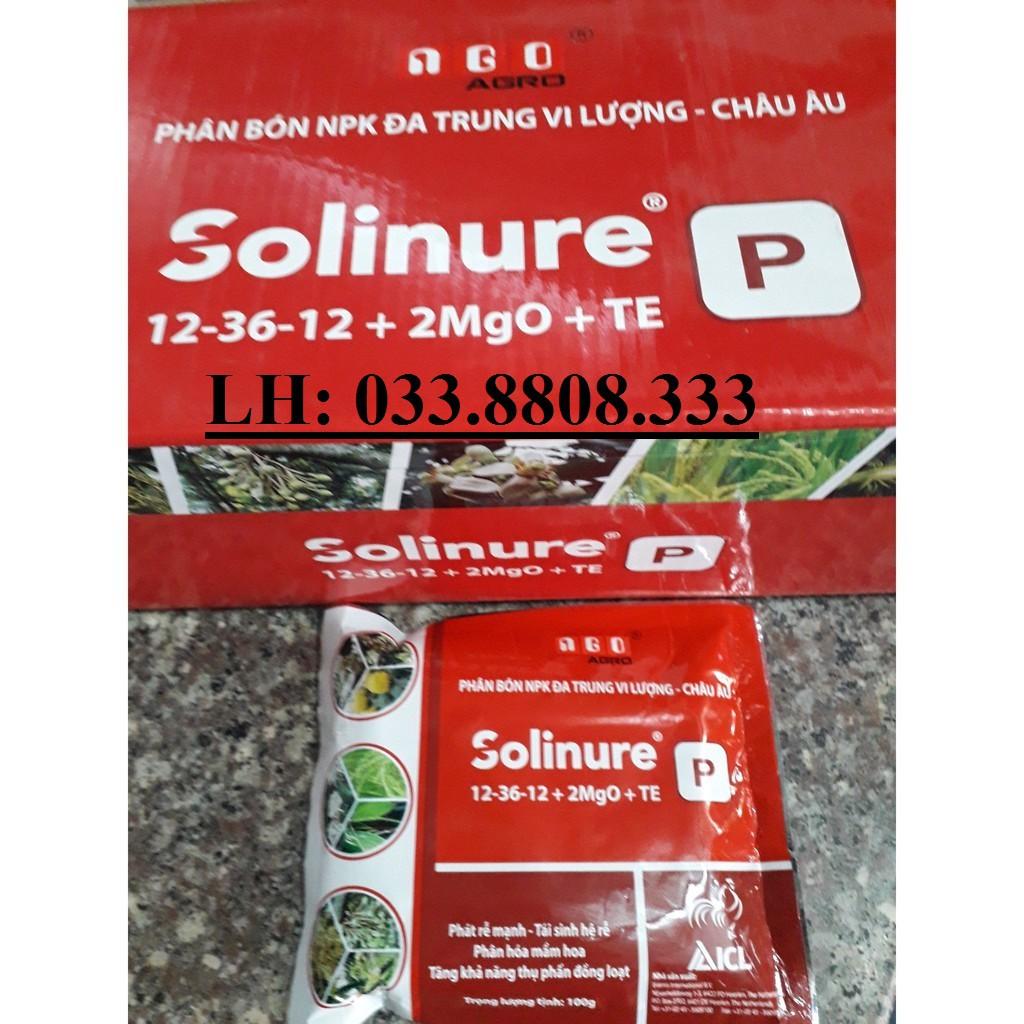 AGO ®
AGRO
PHÂN BÓN NPK ĐA TRUNG VI LƯỢNG - CHÂU ÂU
Solinure® P
12-36-12 + 2MgO + TE
LH: 033.8808.333
Solinure® P
12-36-12 + 2MgO + TE
AGO ®
AGRO
PHÂN BÓN NPK ĐA TRUNG VI LƯỢNG - CHÂU ÂU
Solinure® P
12-36-12 + 2MgO + TE
Phát rễ mạnh - Tái sinh hệ rễ
Phân hóa mầm hoa
Tăng khả năng thụ phấn đồng loạt
Trọng lượng tịnh: 100g
ICL
Nhà sản xuất: